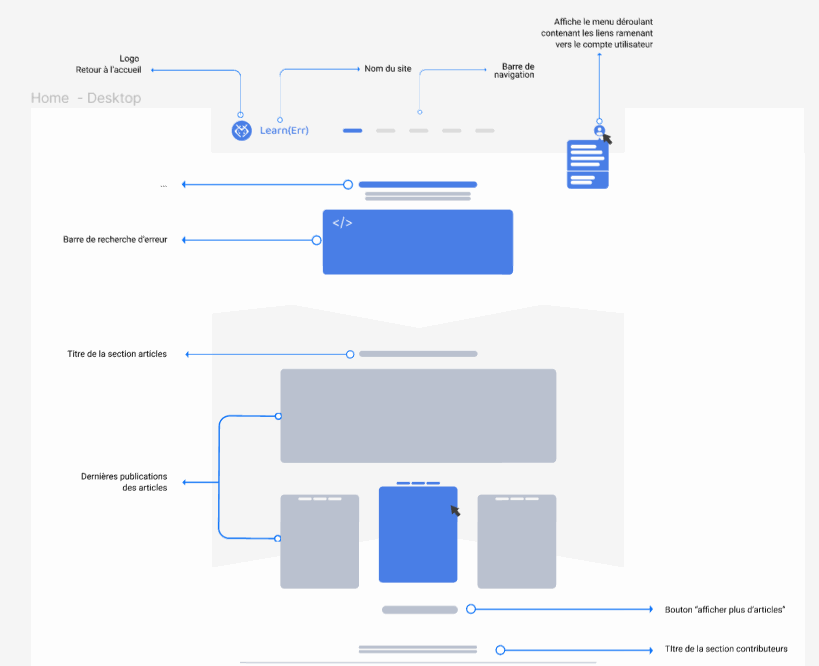 Affiche le menu déroulant
contenant les liens ramenant
vers le compte utilisateur
Logo
Retour à l'accueil
Nom du site
Barre de
navigation
Home - Desktop
Learn(Err)
...
</>
Barre de recherche d'erreur
Titre de la section articles
Dernières publications
des articles
Bouton "afficher plus d'articles"
TItre de la section contributeurs